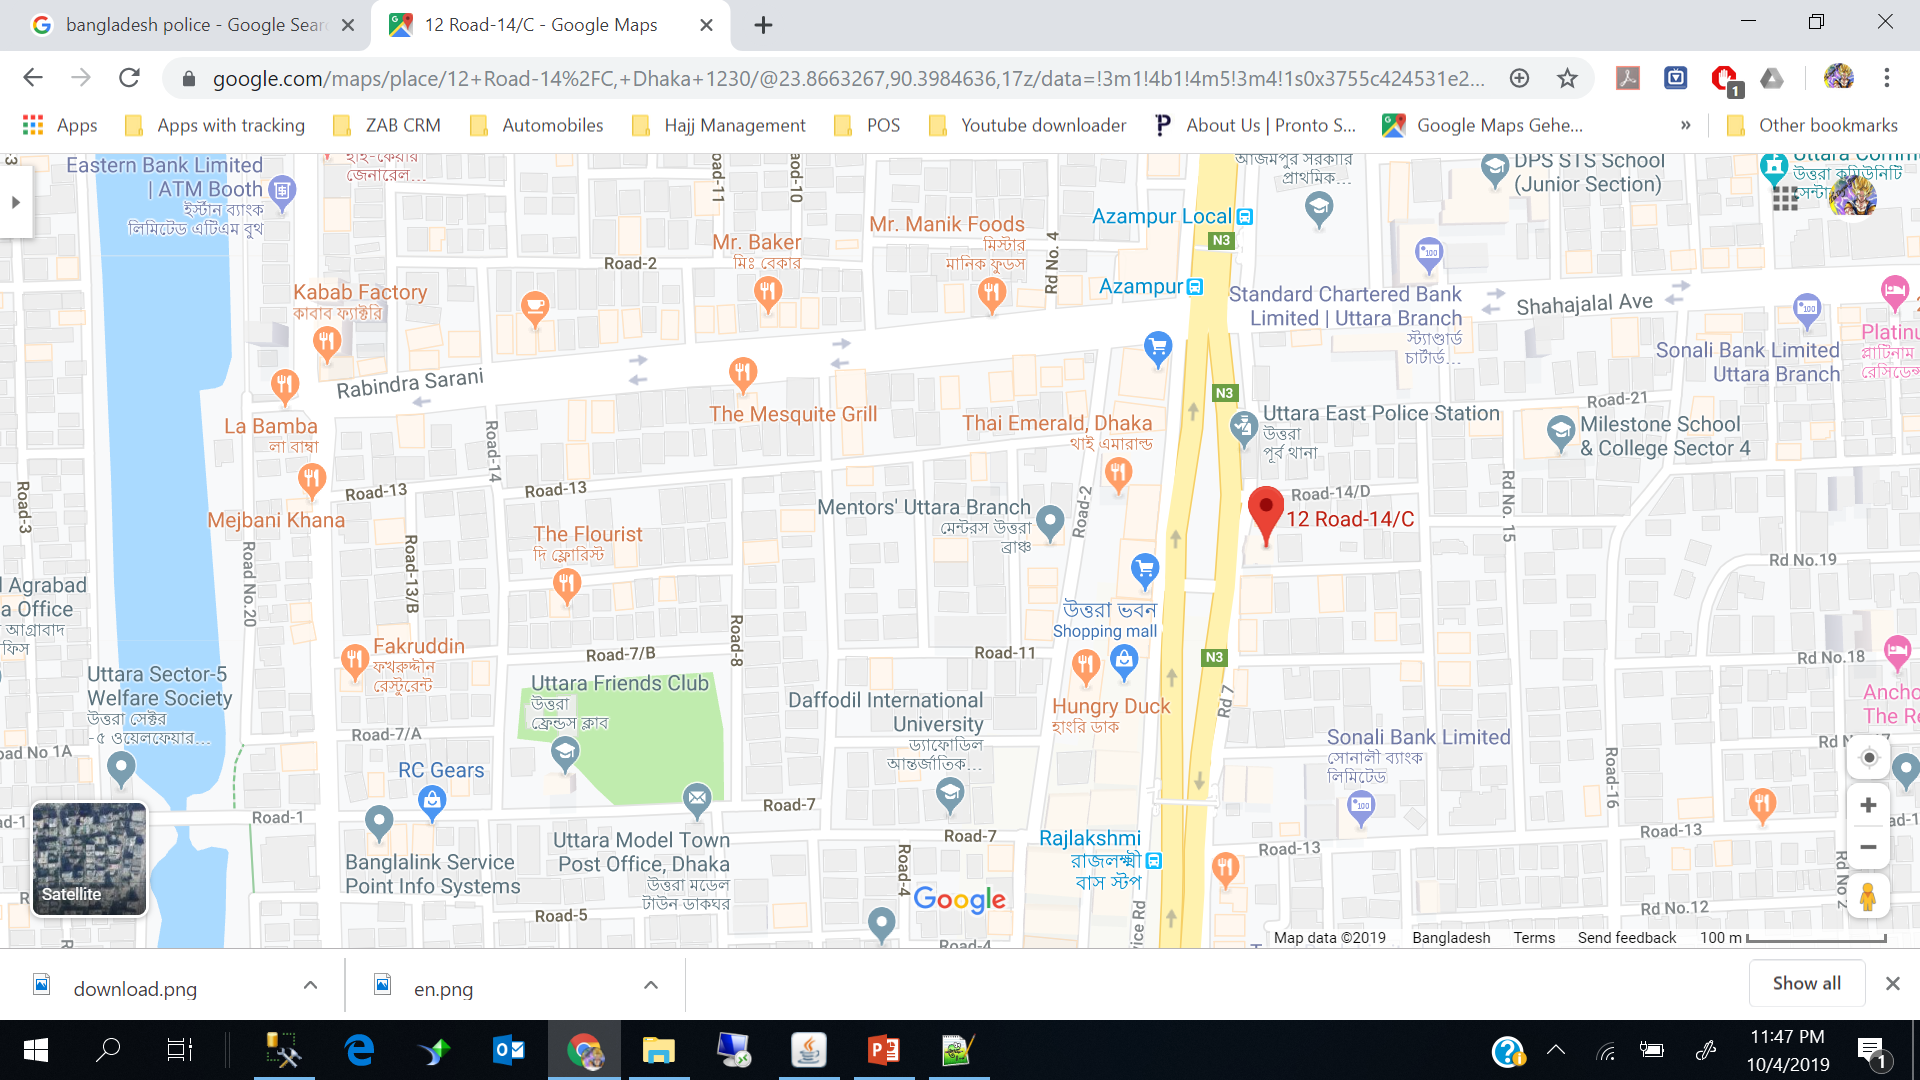 bangladesh police - Google Sear
12 Road-14/C - Google Maps
google.com/maps/place/12+Road-14%2FC,+Dhaka+1230/@23.8663267,90.3984636,17z/data=!3m1!4b1!4m5!3m4!1s0x3755c424531e2...
1
Apps
Apps with tracking
ZAB CRM
Automobiles
Hajj Management
POS
Youtube downloader
About Us | Pronto S...
Google Maps Gehe...
»
Other bookmarks
Eastern Bank Limited
| ATM Booth
ইস্টার্ন ব্যাংক
লিমিটেড এটিএম বুথ
হাই-কেয়ার
জেনারেল...
Road-2
Mr. Baker
মিঃ বেকার
Mr. Manik Foods
মিস্টার
মানিক ফুডস
Rd No. 4
আজমপুর সরকারি
প্রাথমিক...
Azampur Local
N3
Azampur
DPS STS School
(Junior Section)
উত্তরা কমিউনিটি
Kabab Factory
কাবাব ফ্যাক্টরি
Standard Chartered Bank
Limited | Uttara Branch
স্ট্যান্ডার্ড
চার্টার্ড...
Shahajalal Ave
Sonali Bank Limited
Uttara Branch
Platinu
প্লাটিনাম
রেসিডেন্স
Rabindra Sarani
La Bamba
লা বাম্বা
The Mesquite Grill
Thai Emerald, Dhaka
থাই এমারাল্ড
N3
Uttara East Police Station
উত্তরা
পূর্ব থানা
Road-21
Milestone School
& College Sector 4
Road-14
Road-3
Road-13
Road-13
Mejbani Khana
Mentors' Uttara Branch
মেন্টরস উত্তরা
ব্রাঞ্চ
Road-2
Road-14/D
12 Road-14/C
Rd No. 15
The Flourist
দি ফ্লোরিস্ট
Road No.20
Road-13/B
Rd No.19
l Agrabad
a Office
আগ্রাবাদ
ফিস
উত্তরা ভবন
Shopping mall
Fakruddin
ফখরুদ্দীন
রেস্টুরেন্ট
Road-7/B
Road-8
Road-11
N3
Rd No.18
Uttara Sector-5
Welfare Society
উত্তরা সেক্টর
-৫ ওয়েলফেয়ার...
Uttara Friends Club
উত্তরা
ফ্রেন্ডস ক্লাব
Daffodil International
University
ড্যাফোডিল
আন্তর্জাতিক...
Hungry Duck
হাংরি ডাক
Rd 7
Ancho
The Re
Road-7/A
oad No 1A
Sonali Bank Limited
সোনালী ব্যাংক
লিমিটেড
RC Gears
Road-16
Road-1
Road-7
Road-7
Rajlakshmi
রাজলক্ষ্মী
বাস স্টপ
Road-13
Road-13
Banglalink Service
Point Info Systems
Uttara Model Town
Post Office, Dhaka
উত্তরা মডেল
টাউন ডাকঘর
Road-4
Satellite
Road-5
Google
Rd No.12
Road-4
vice Rd
Map data ©2019
Bangladesh
Terms
Send feedback
100 m
download.png
en.png
Show all
11:47 PM
10/4/2019
1